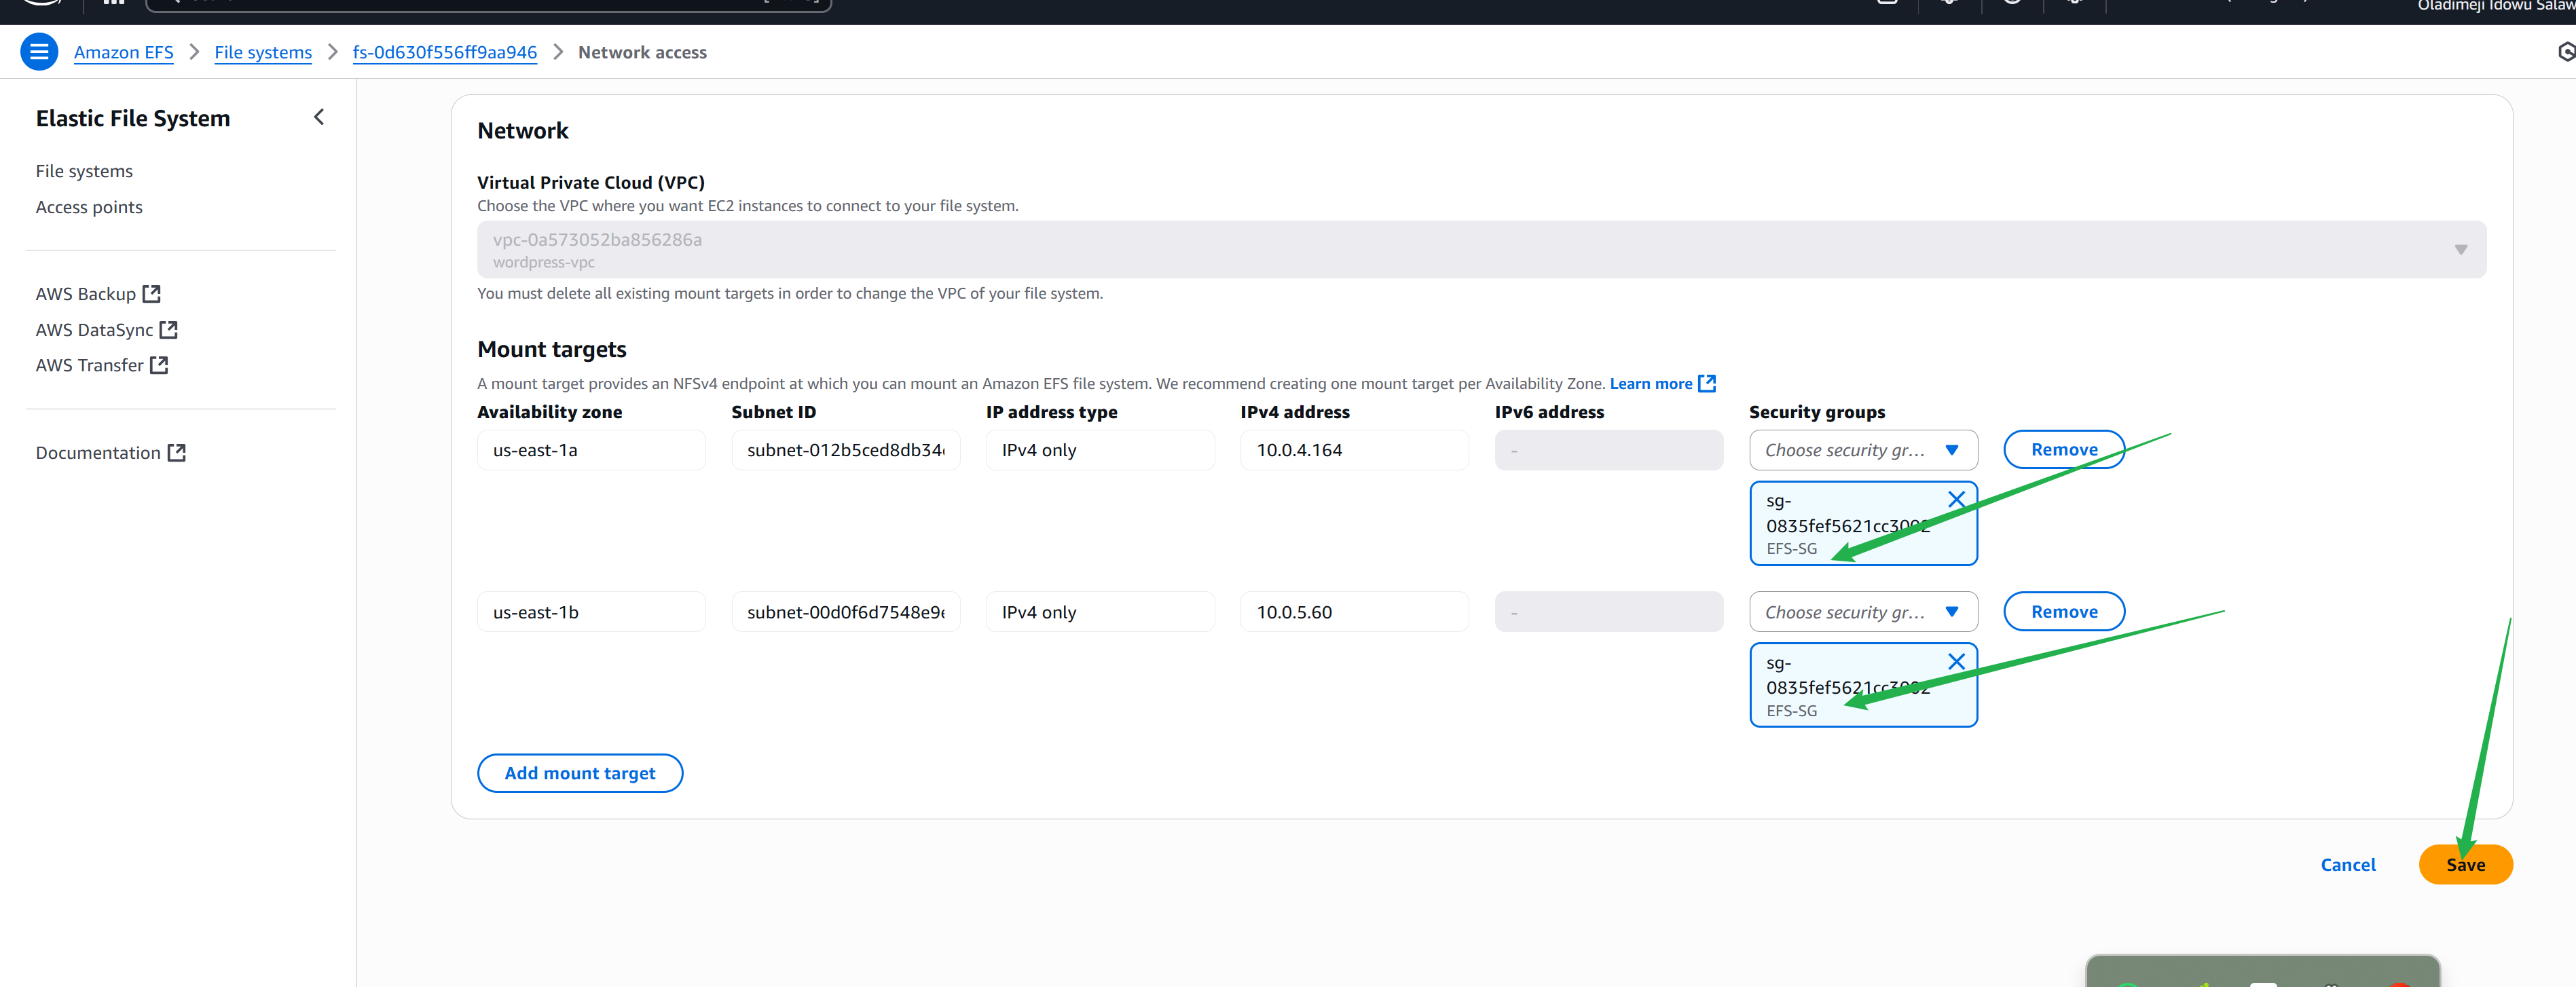 Oladimeji Idowu Salaw
Amazon EFS > File systems > fs-0d630f556ff9aa946 > Network access
Elastic File System
File systems
Access points
AWS Backup
AWS DataSync
AWS Transfer
Documentation
Network
Virtual Private Cloud (VPC)
Choose the VPC where you want EC2 instances to connect to your file system.
vpc-0a573052ba856286a
wordpress-vpc
You must delete all existing mount targets in order to change the VPC of your file system.
Mount targets
A mount target provides an NFSv4 endpoint at which you can mount an Amazon EFS file system. We recommend creating one mount target per Availability Zone. Learn more
Availability zone Subnet ID IP address type IPv4 address IPv6 address Security groups
us-east-1a subnet-012b5ced8db34 IPv4 only 10.0.4.164 - Choose security gr... Remove
sg-
0835fef5621cc3002
EFS-SG
us-east-1b subnet-00d0f6d7548e9 IPv4 only 10.0.5.60 - Choose security gr... Remove
sg-
0835fef5621cc3002
EFS-SG
Add mount target
Cancel Save